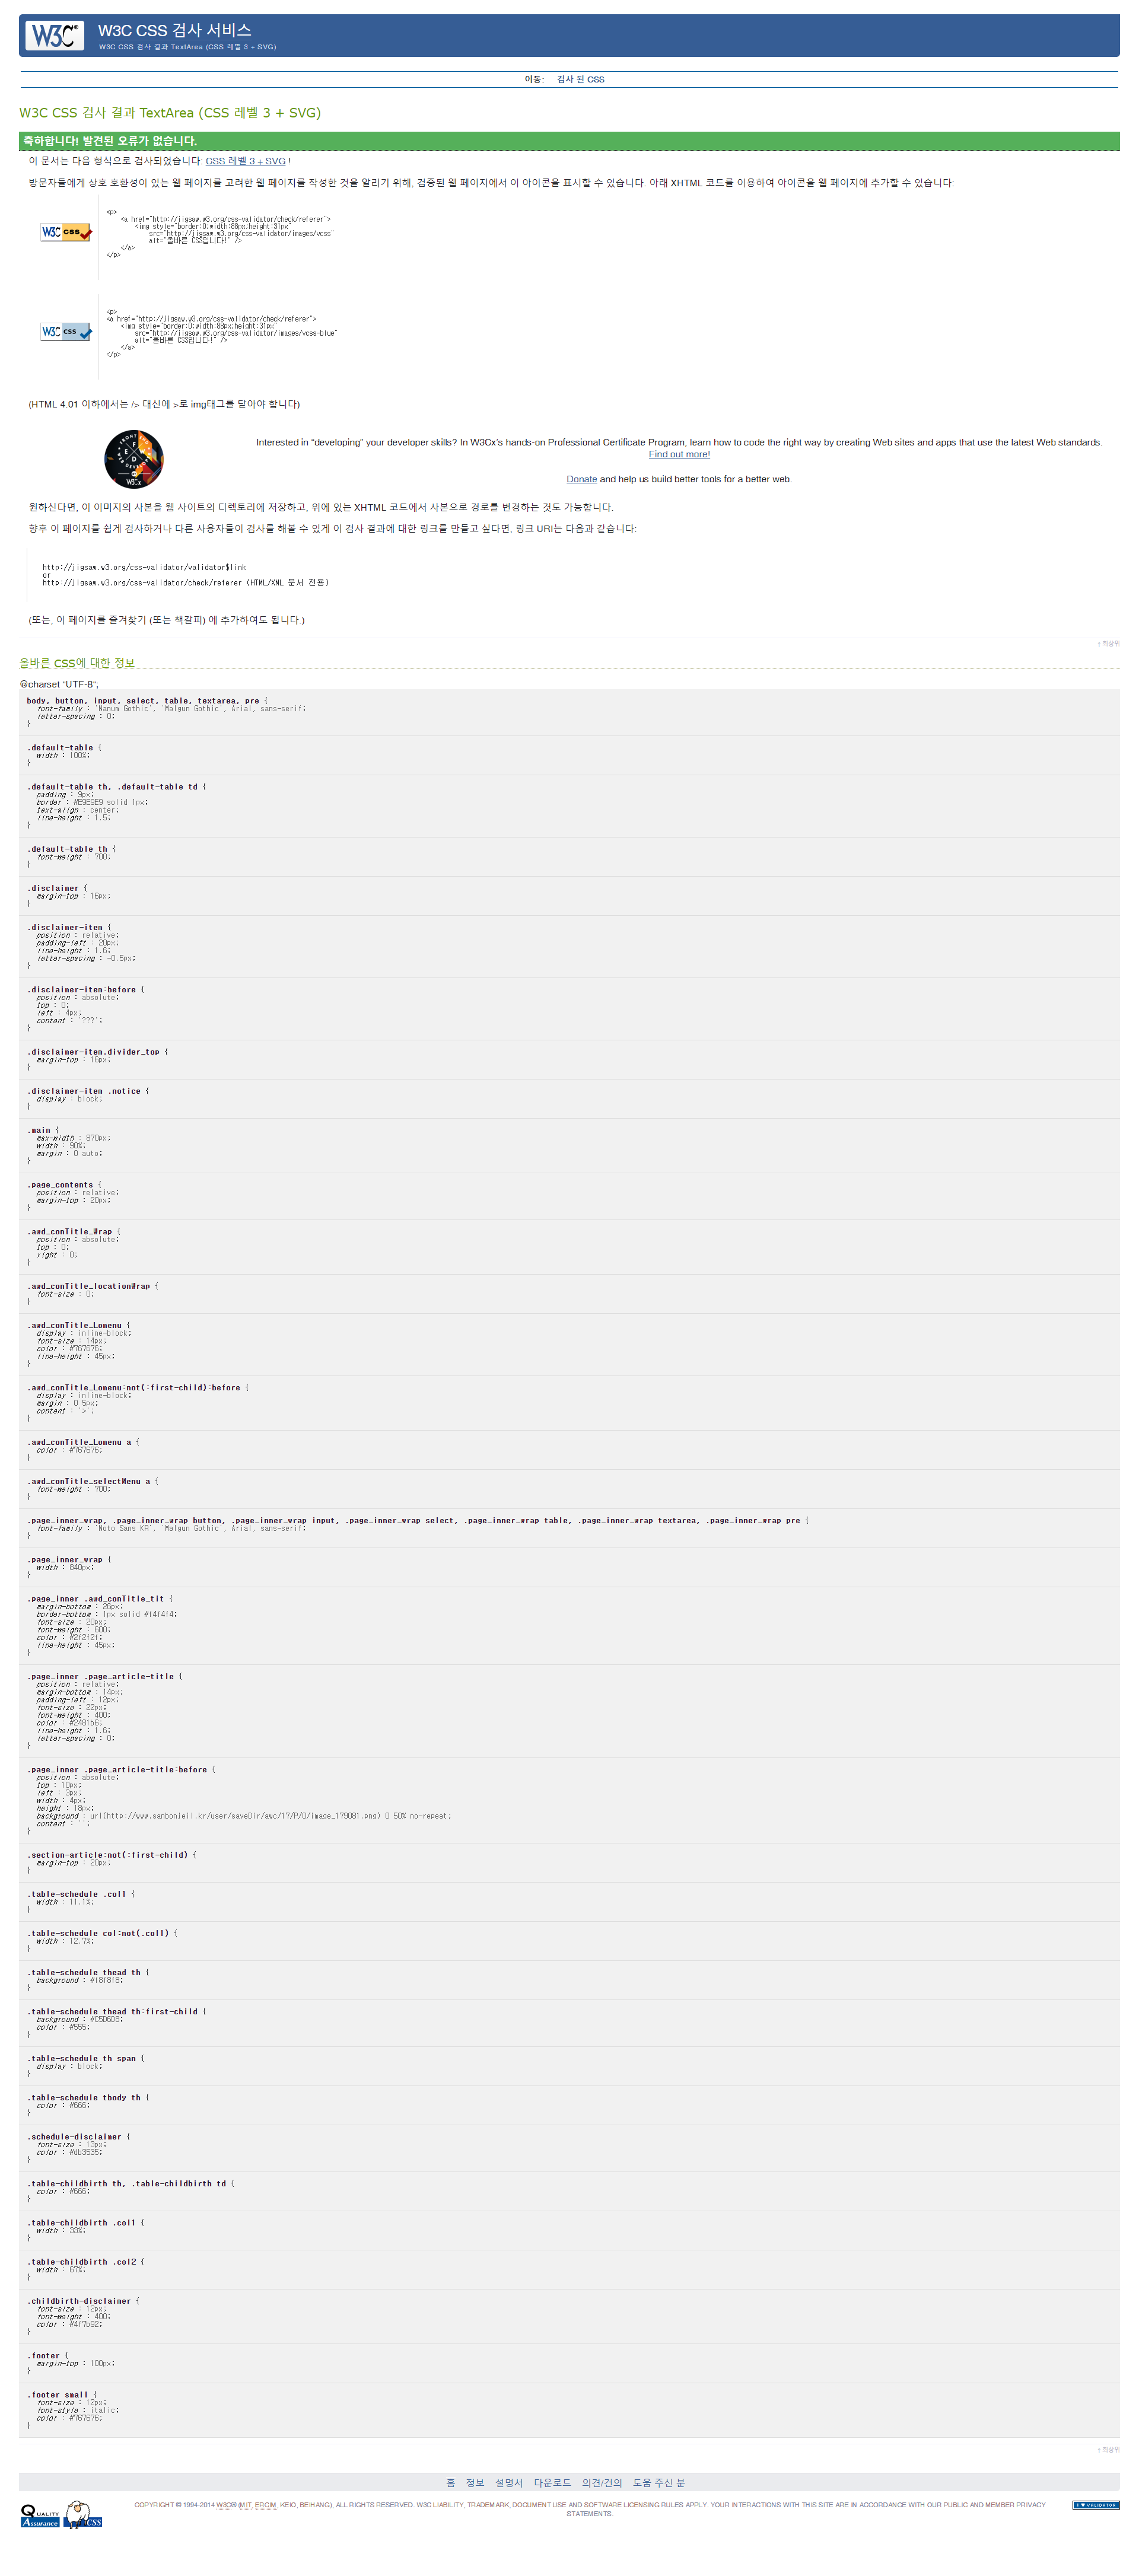 W3C®
W3C CSS 검사 서비스
W3C CSS 검사 결과 TextArea (CSS 레벨 3 + SVG)
이동: 검사 된 CSS
W3C CSS 검사 결과 TextArea (CSS 레벨 3 + SVG)
축하합니다! 발견된 오류가 없습니다.
이 문서는 다음 형식으로 검사되었습니다: CSS 레벨 3 + SVG !
방문자들에게 상호 호환성이 있는 웹 페이지를 고려한 웹 페이지를 작성한 것을 알리기 위해, 검증된 웹 페이지에서 이 아이콘을 표시할 수 있습니다. 아래 XHTML 코드를 이용하여 아이콘을 웹 페이지에 추가할 수 있습니다:
W3C css
<p>
<a href="http://jigsaw.w3.org/css-validator/check/referer">
<img style="border:0;width:88px;height:31px"
src="http://jigsaw.w3.org/css-validator/images/vcss"
alt="올바른 CSS입니다!" />
</a>
</p>
W3C css
<p>
<a href="http://jigsaw.w3.org/css-validator/check/referer">
<img style="border:0;width:88px;height:31px"
src="http://jigsaw.w3.org/css-validator/images/vcss-blue"
alt="올바른 CSS입니다!" />
</a>
</p>
(HTML 4.01 이하에서는 /> 대신에 >로 img태그를 닫아야 합니다)
Interested in "developing" your developer skills? In W3Cx's hands-on Professional Certificate Program, learn how to code the right way by creating Web sites and apps that use the latest Web standards.
Find out more!
Donate and help us build better tools for a better web.
원하신다면, 이 이미지의 사본을 웹 사이트의 디렉토리에 저장하고, 위에 있는 XHTML 코드에서 사본으로 경로를 변경하는 것도 가능합니다.
향후 이 페이지를 쉽게 검사하거나 다른 사용자들이 검사를 해볼 수 있게 이 검사 결과에 대한 링크를 만들고 싶다면, 링크 URI는 다음과 같습니다:
http://jigsaw.w3.org/css-validator/validator$link
or
http://jigsaw.w3.org/css-validator/check/referer (HTML/XML 문서 전용)
(또는, 이 페이지를 즐겨찾기 (또는 책갈피) 에 추가하여도 됩니다.)
↑ 최상위
올바른 CSS에 대한 정보
@charset "UTF-8";
body, button, input, select, table, textarea, pre {
font-family : 'Nanum Gothic', 'Malgun Gothic', Arial, sans-serif;
letter-spacing : 0;
}
.default-table {
width : 100%;
}
.default-table th, .default-table td {
padding : 9px;
border : #E9E9E9 solid 1px;
text-align : center;
line-height : 1.5;
}
.default-table th {
font-weight : 700;
}
.disclaimer {
margin-top : 16px;
}
.disclaimer-item {
position : relative;
padding-left : 20px;
line-height : 1.6;
letter-spacing : -0.5px;
}
.disclaimer-item:before {
position : absolute;
top : 0;
left : 4px;
content : '???';
}
.disclaimer-item.divider_top {
margin-top : 16px;
}
.disclaimer-item .notice {
display : block;
}
.main {
max-width : 870px;
width : 90%;
margin : 0 auto;
}
.page_contents {
position : relative;
margin-top : 20px;
}
.awd_conTitle_Wrap {
position : absolute;
top : 0;
right : 0;
}
.awd_conTitle_locationWrap {
font-size : 0;
}
.awd_conTitle_Lomenu {
display : inline-block;
font-size : 14px;
color : #767676;
line-height : 45px;
}
.awd_conTitle_Lomenu:not(:first-child):before {
display : inline-block;
margin : 0 5px;
content : '>';
}
.awd_conTitle_Lomenu a {
color : #767676;
}
.awd_conTitle_selectMenu a {
font-weight : 700;
}
.page_inner_wrap, .page_inner_wrap button, .page_inner_wrap input, .page_inner_wrap select, .page_inner_wrap table, .page_inner_wrap textarea, .page_inner_wrap pre {
font-family : 'Noto Sans KR', 'Malgun Gothic', Arial, sans-serif;
}
.page_inner_wrap {
width : 840px;
}
.page_inner .awd_conTitle_tit {
margin-bottom : 26px;
border-bottom : 1px solid #f4f4f4;
font-size : 20px;
font-weight : 600;
color : #2f2f2f;
line-height : 45px;
}
.page_inner .page_article-title {
position : relative;
margin-bottom : 14px;
padding-left : 12px;
font-size : 22px;
font-weight : 400;
color : #2481b6;
line-height : 1.6;
letter-spacing : 0;
}
.page_inner .page_article-title:before {
position : absolute;
top : 10px;
left : 3px;
width : 4px;
height : 18px;
background : url(http://www.sanbonjeil.kr/user/saveDir/awc/17/P/0/image_179081.png) 0 50% no-repeat;
content : '';
}
.section-article:not(:first-child) {
margin-top : 20px;
}
.table-schedule .col1 {
width : 11.1%;
}
.table-schedule col:not(.col1) {
width : 12.7%;
}
.table-schedule thead th {
background : #f8f8f8;
}
.table-schedule thead th:first-child {
background : #C5D6D8;
color : #555;
}
.table-schedule th span {
display : block;
}
.table-schedule tbody th {
color : #666;
}
.schedule-disclaimer {
font-size : 13px;
color : #db3535;
}
.table-childbirth th, .table-childbirth td {
color : #666;
}
.table-childbirth .col1 {
width : 33%;
}
.table-childbirth .col2 {
width : 67%;
}
.childbirth-disclaimer {
font-size : 12px;
font-weight : 400;
color : #4f7b92;
}
.footer {
margin-top : 100px;
}
.footer small {
font-size : 12px;
font-style : italic;
color : #767676;
}
↑ 최상위
홈 정보 설명서 다운로드 의견/건의 도움 주신 분
QUALITY Assurance
COPYRIGHT © 1994-2014 W3C® (MIT, ERCIM, KEIO, BEIHANG), ALL RIGHTS RESERVED. W3C LIABILITY, TRADEMARK, DOCUMENT USE AND SOFTWARE LICENSING RULES APPLY. YOUR INTERACTIONS WITH THIS SITE ARE IN ACCORDANCE WITH OUR PUBLIC AND MEMBER PRIVACY
STATEMENTS.
I ♥ VALIDATOR